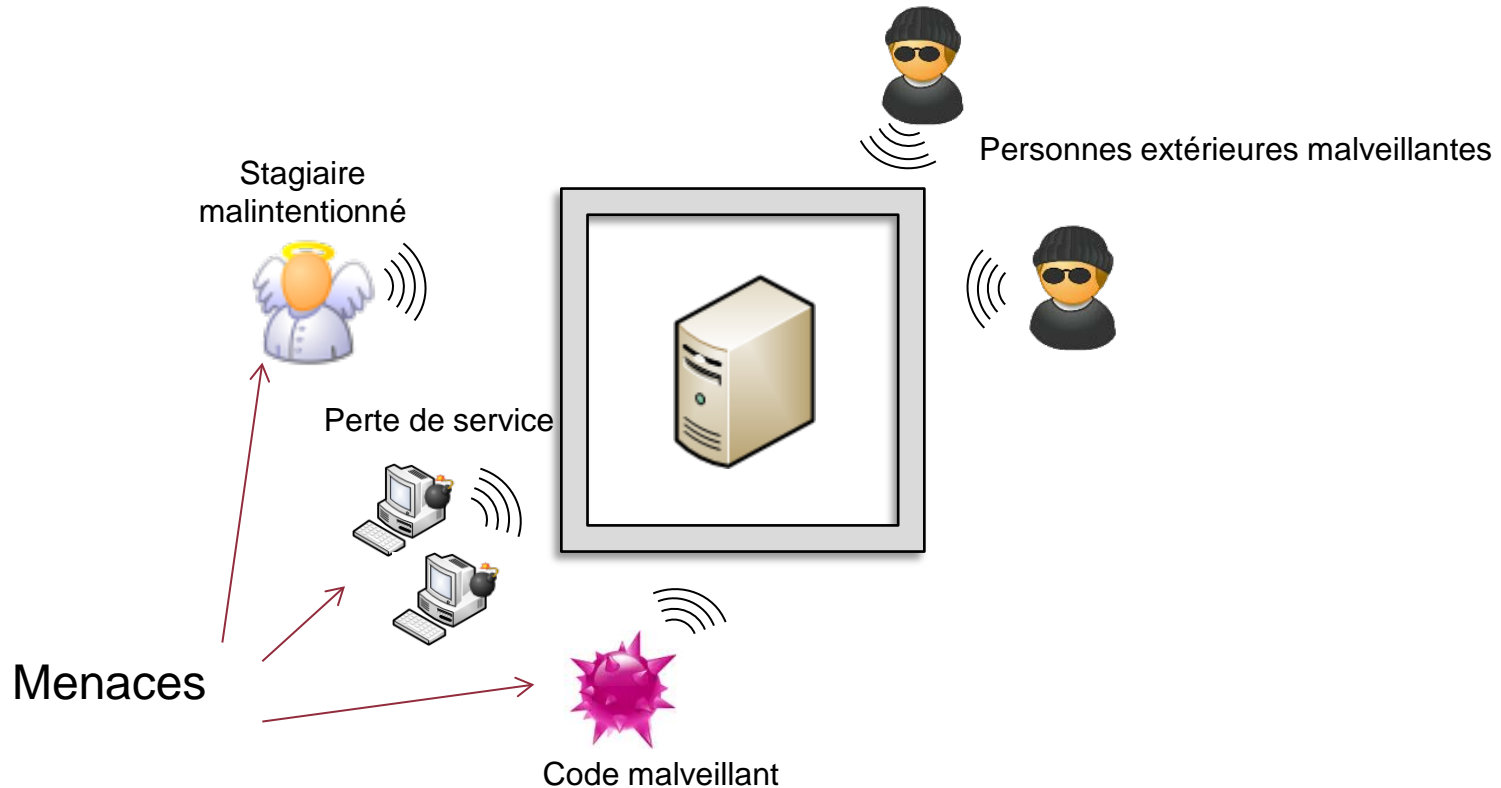 Personnes extérieures malveillantes
Stagiaire
malintentionné
Perte de service
Menaces
Code malveillant